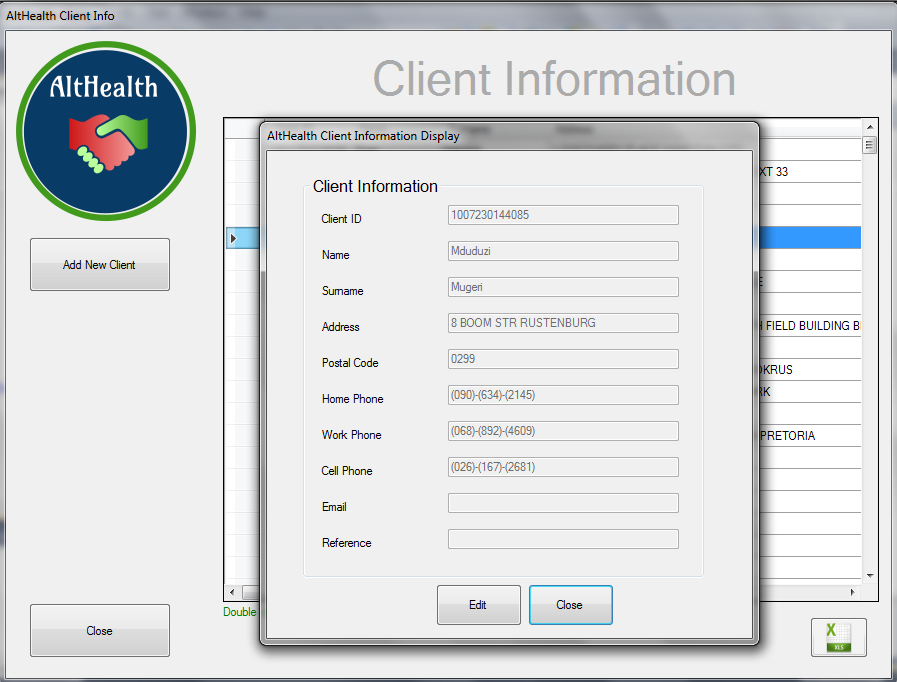 AltHealth Client Info
AltHealth
Client Information
Add New Client
Close
AltHealth Client Information Display
Client Information
Client ID 1007230144085
Name Mduduzi
Surname Mugeri
Address 8 BOOM STR RUSTENBURG
Postal Code 0299
Home Phone (090)-(634)-(2145)
Work Phone (068)-(892)-(4609)
Cell Phone (026)-(167)-(2681)
Email
Reference
Edit Close
XT 33
E
H FIELD BUILDING B
OKRUS
RK
PRETORIA
Double
X
XLS